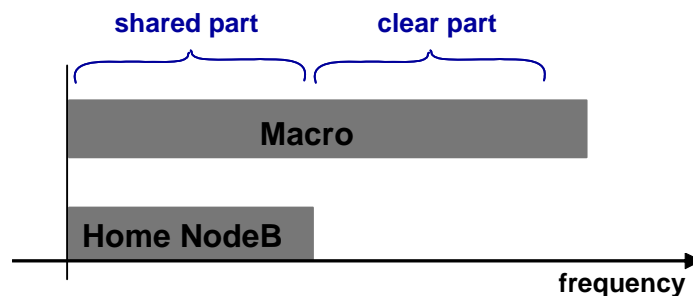 shared part
clear part
Macro
Home NodeB
frequency